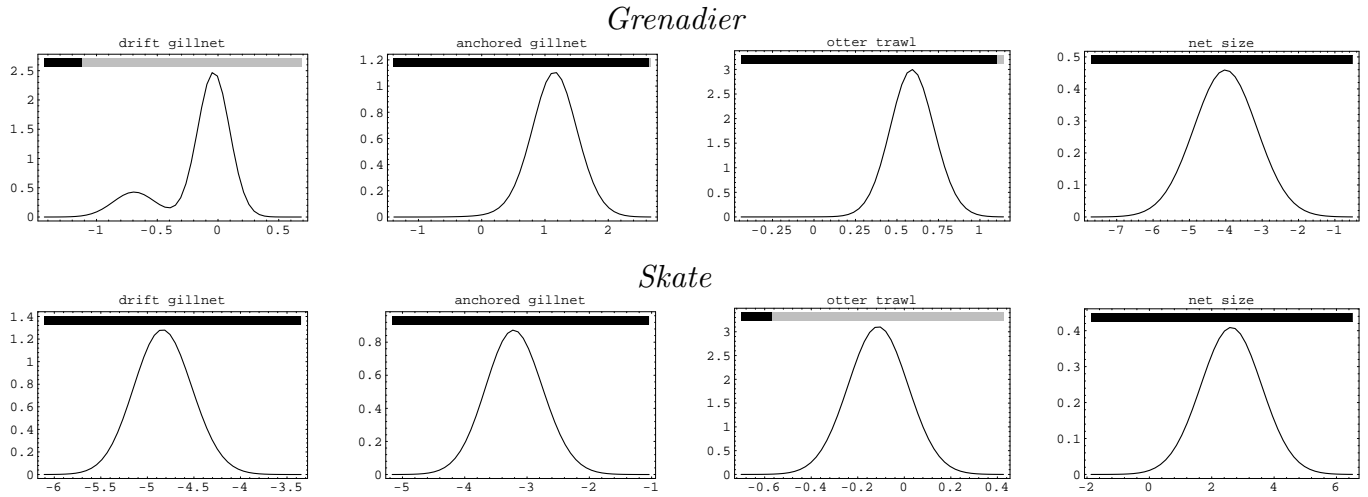 Grenadier
drift gillnet anchored gillnet otter trawl net size
2.5 2 1.5 1 0.5 0
-1 -0.5 0 0.5
1.2 1 0.8 0.6 0.4 0.2 0
-1 0 1 2
3 2.5 2 1.5 1 0.5 0
-0.25 0 0.25 0.5 0.75 1
0.5 0.4 0.3 0.2 0.1 0
-7 -6 -5 -4 -3 -2 -1
Skate
drift gillnet anchored gillnet otter trawl net size
1.4 1.2 1 0.8 0.6 0.4 0.2 0
-6 -5.5 -5 -4.5 -4 -3.5
0.8 0.6 0.4 0.2 0
-5 -4 -3 -2 -1
3 2.5 2 1.5 1 0.5 0
-0.6 -0.4 -0.2 0 0.2 0.4
0.4 0.3 0.2 0.1 0
-2 0 2 4 6